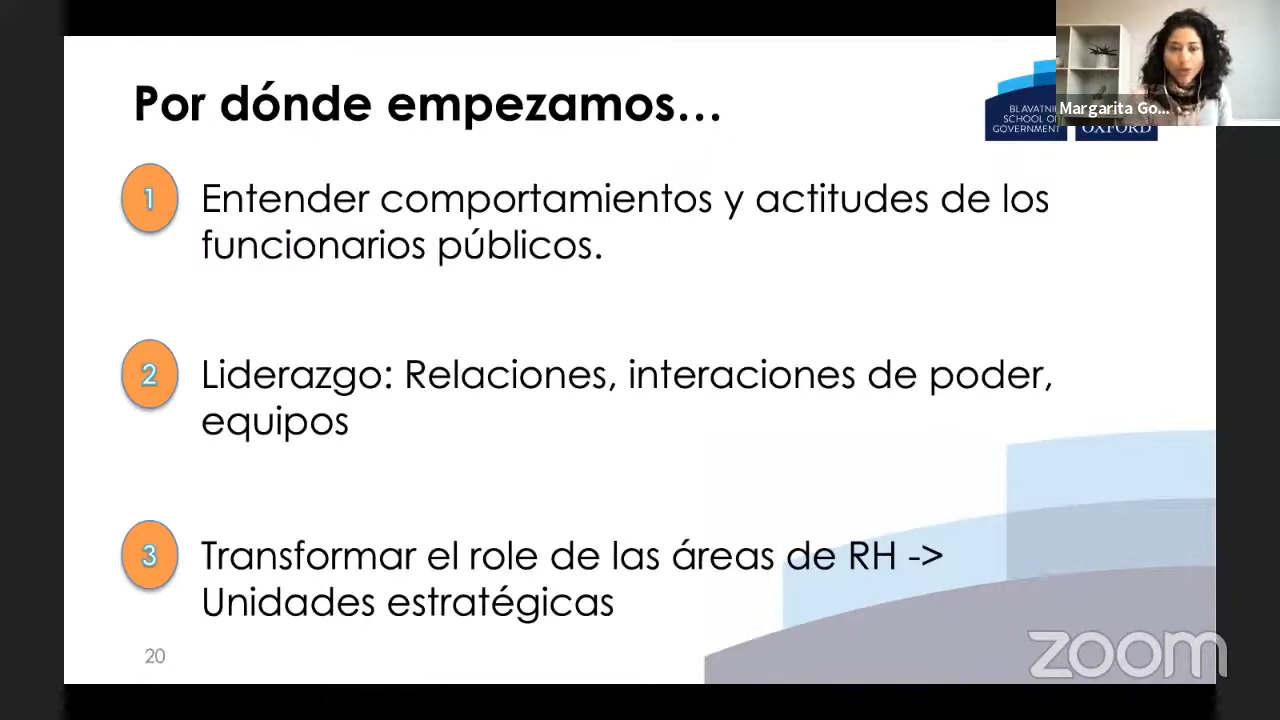 Por dónde empezamos...
BLAVATNIK
SCHOOL OF
GOVERNMENT
OXFORD
Margarita Go...
1
Entender comportamientos y actitudes de los
funcionarios públicos.
2
Liderazgo: Relaciones, interaciones de poder,
equipos
3
Transformar el role de las áreas de RH ->
Unidades estratégicas
20
zoom